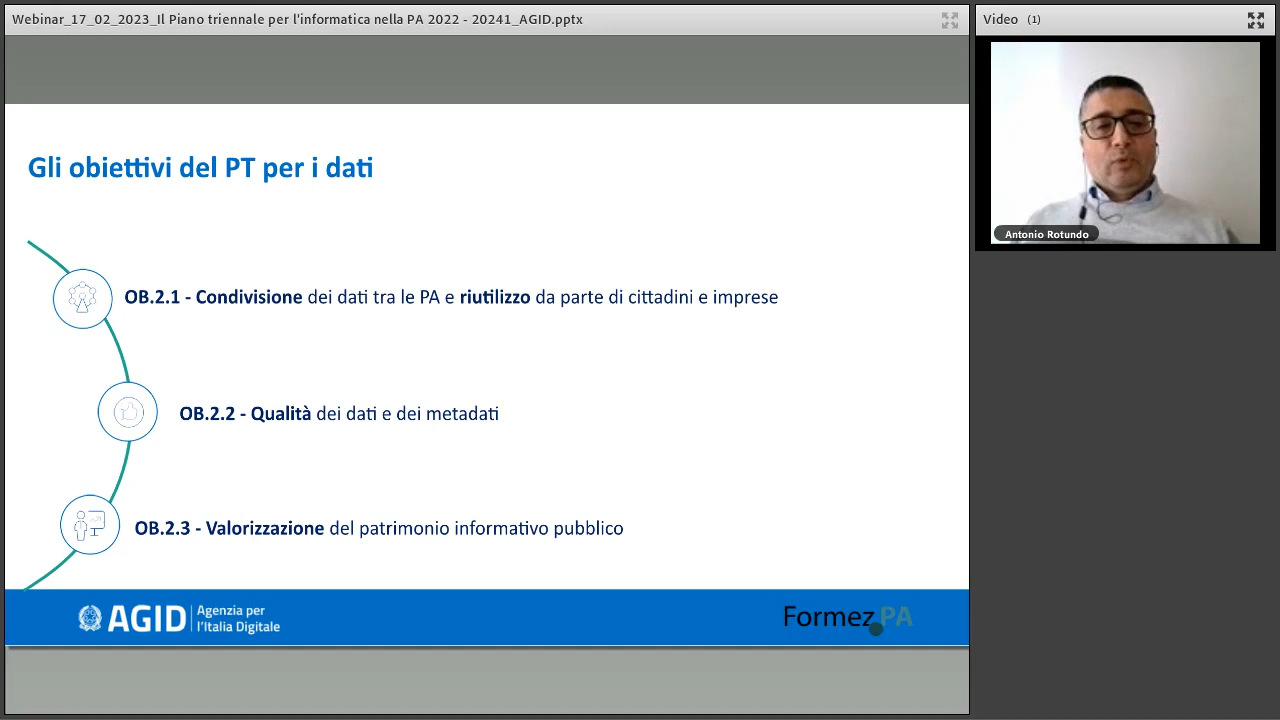 Webinar_17_02_2023_Il Piano triennale per l'informatica nella PA 2022 - 20241_AGID.pptx
Video (1)
Antonio Rotundo
Gli obiettivi del PT per i dati
OB.2.1 - Condivisione dei dati tra le PA e riutilizzo da parte di cittadini e imprese
OB.2.2 - Qualità dei dati e dei metadati
OB.2.3 - Valorizzazione del patrimonio informativo pubblico
AGID
Agenzia per
l'Italia Digitale
Formez PA